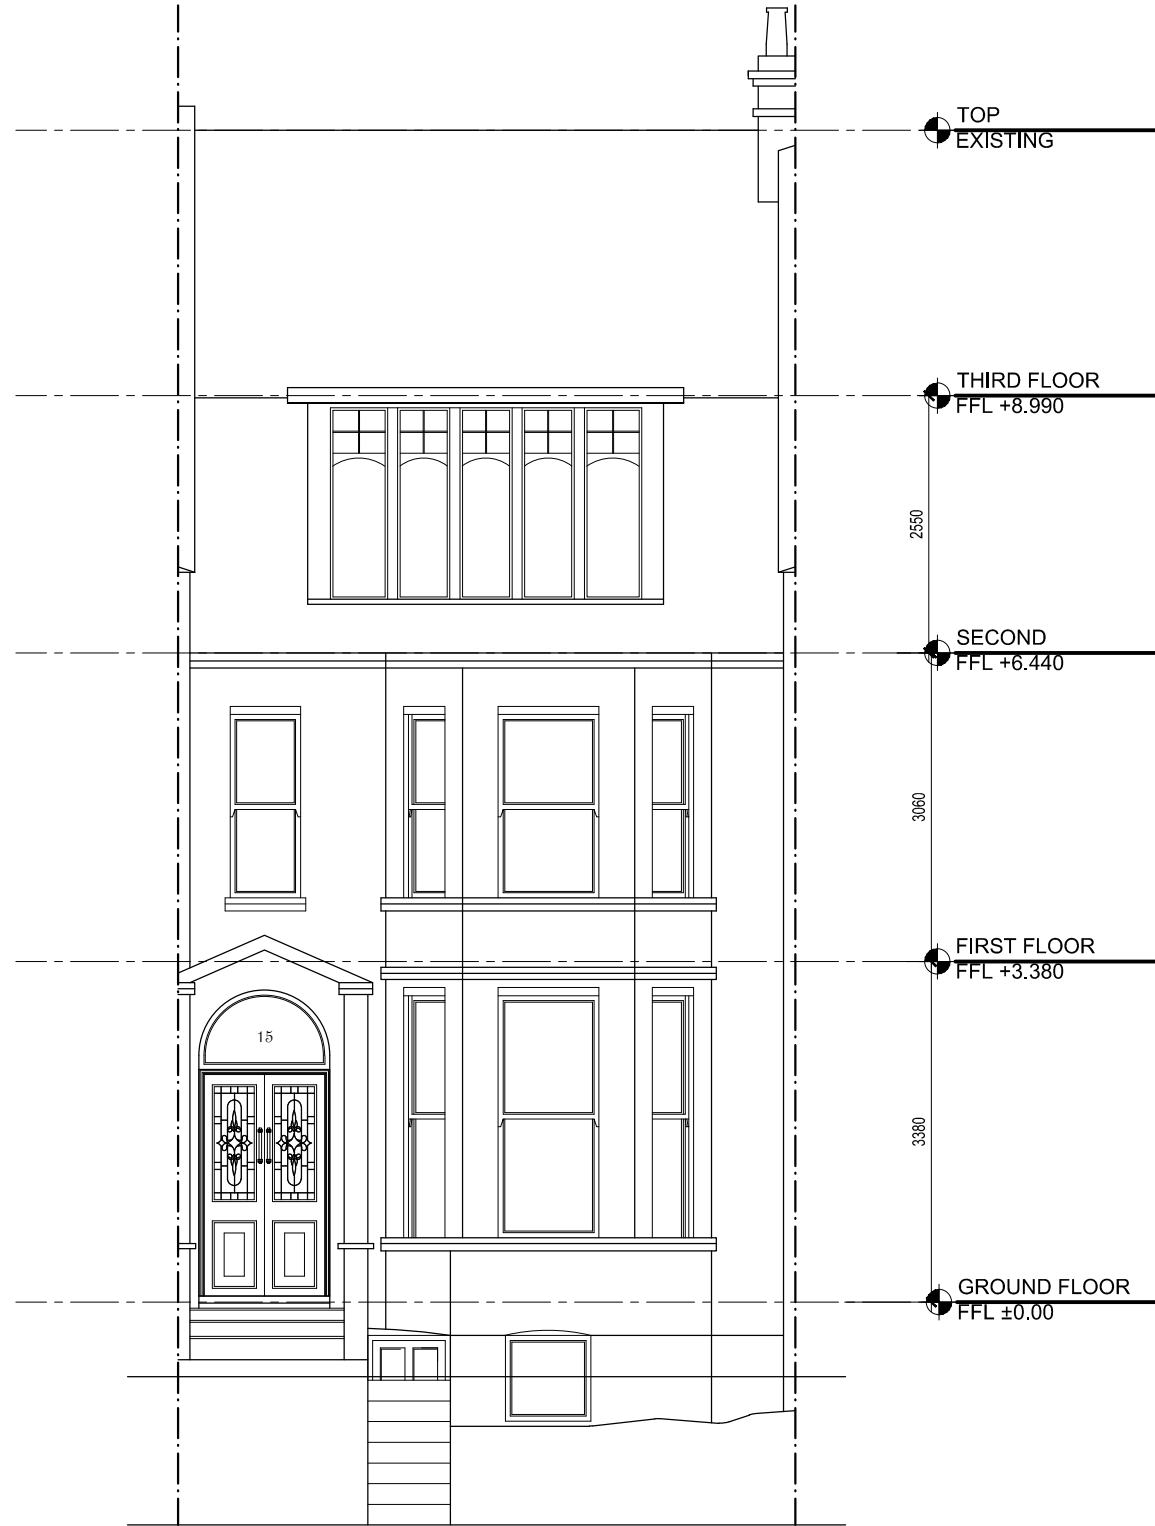 TOP
EXISTING
THIRD FLOOR
FFL +8.990
2550
SECOND
FFL +6.440
3060
FIRST FLOOR
FFL +3.380
15
3380
GROUND FLOOR
FFL ±0.00